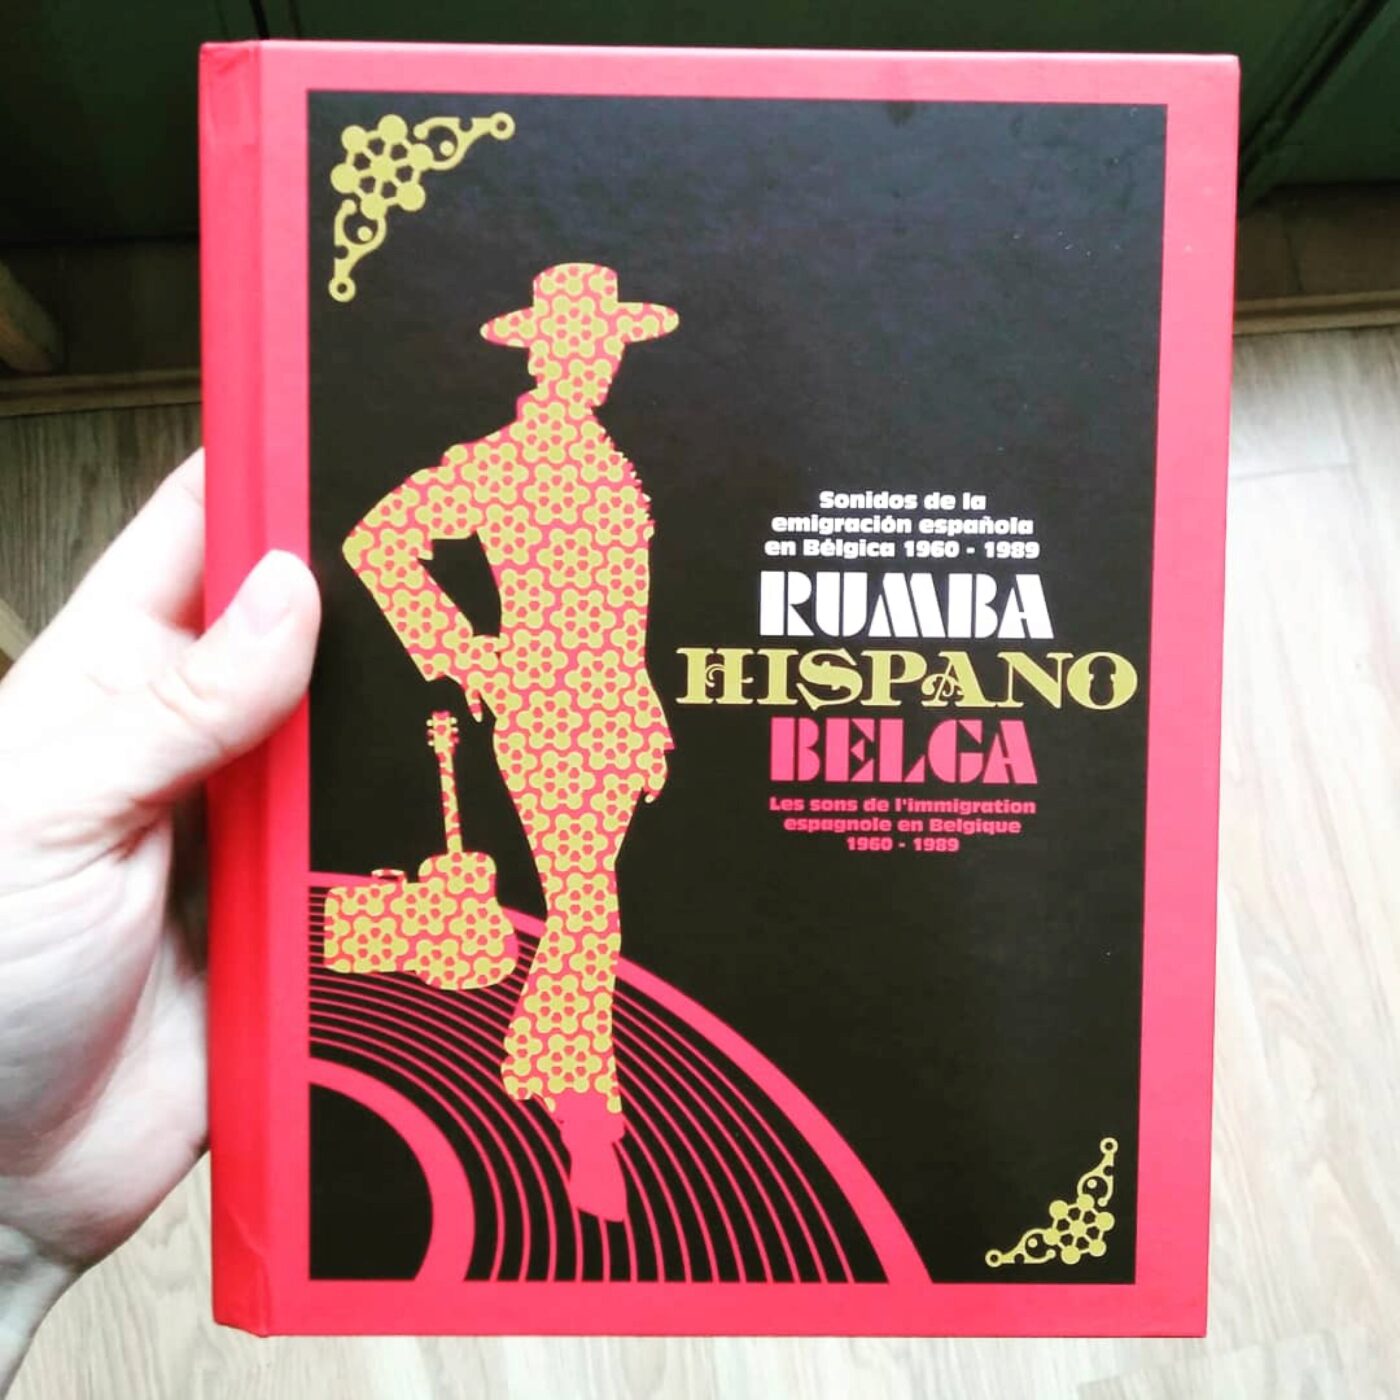 Sonidos de la
emigración española
en Bélgica 1960 - 1989
RUMBA
HISPANO
BELGA
Les sons de l'immigration
espagnole en Belgique
1960 - 1989